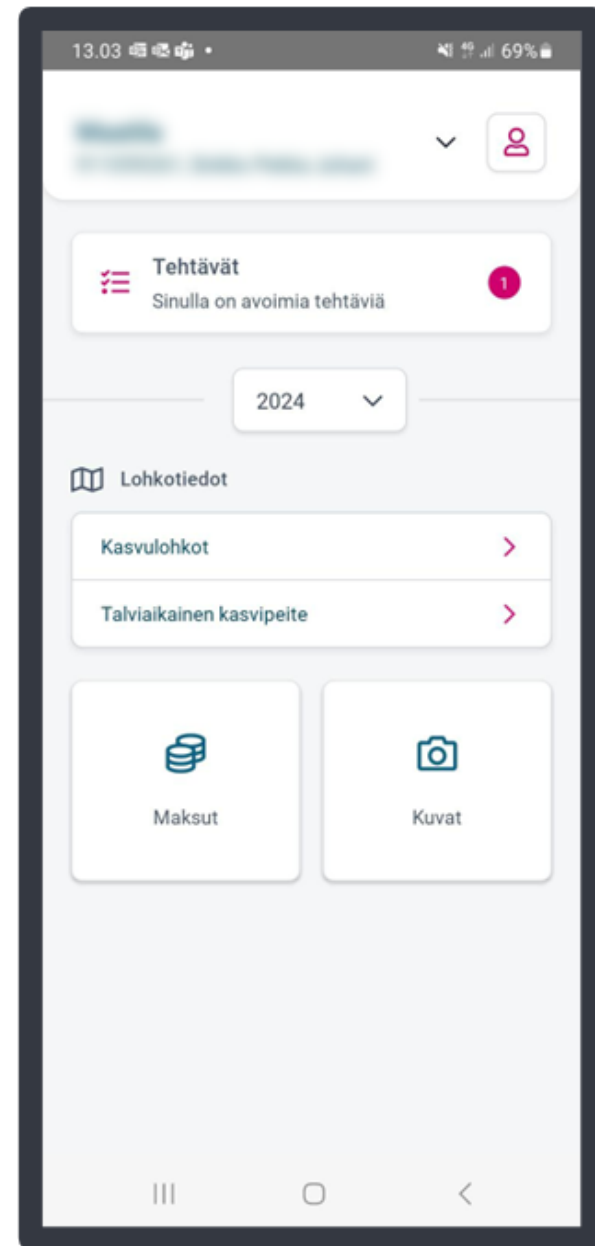 13.03
69%
Tehtävät
Sinulla on avoimia tehtäviä
1
2024
Lohkotiedot
Kasvulohkot
Talviaikainen kasvipeite
Maksut
Kuvat